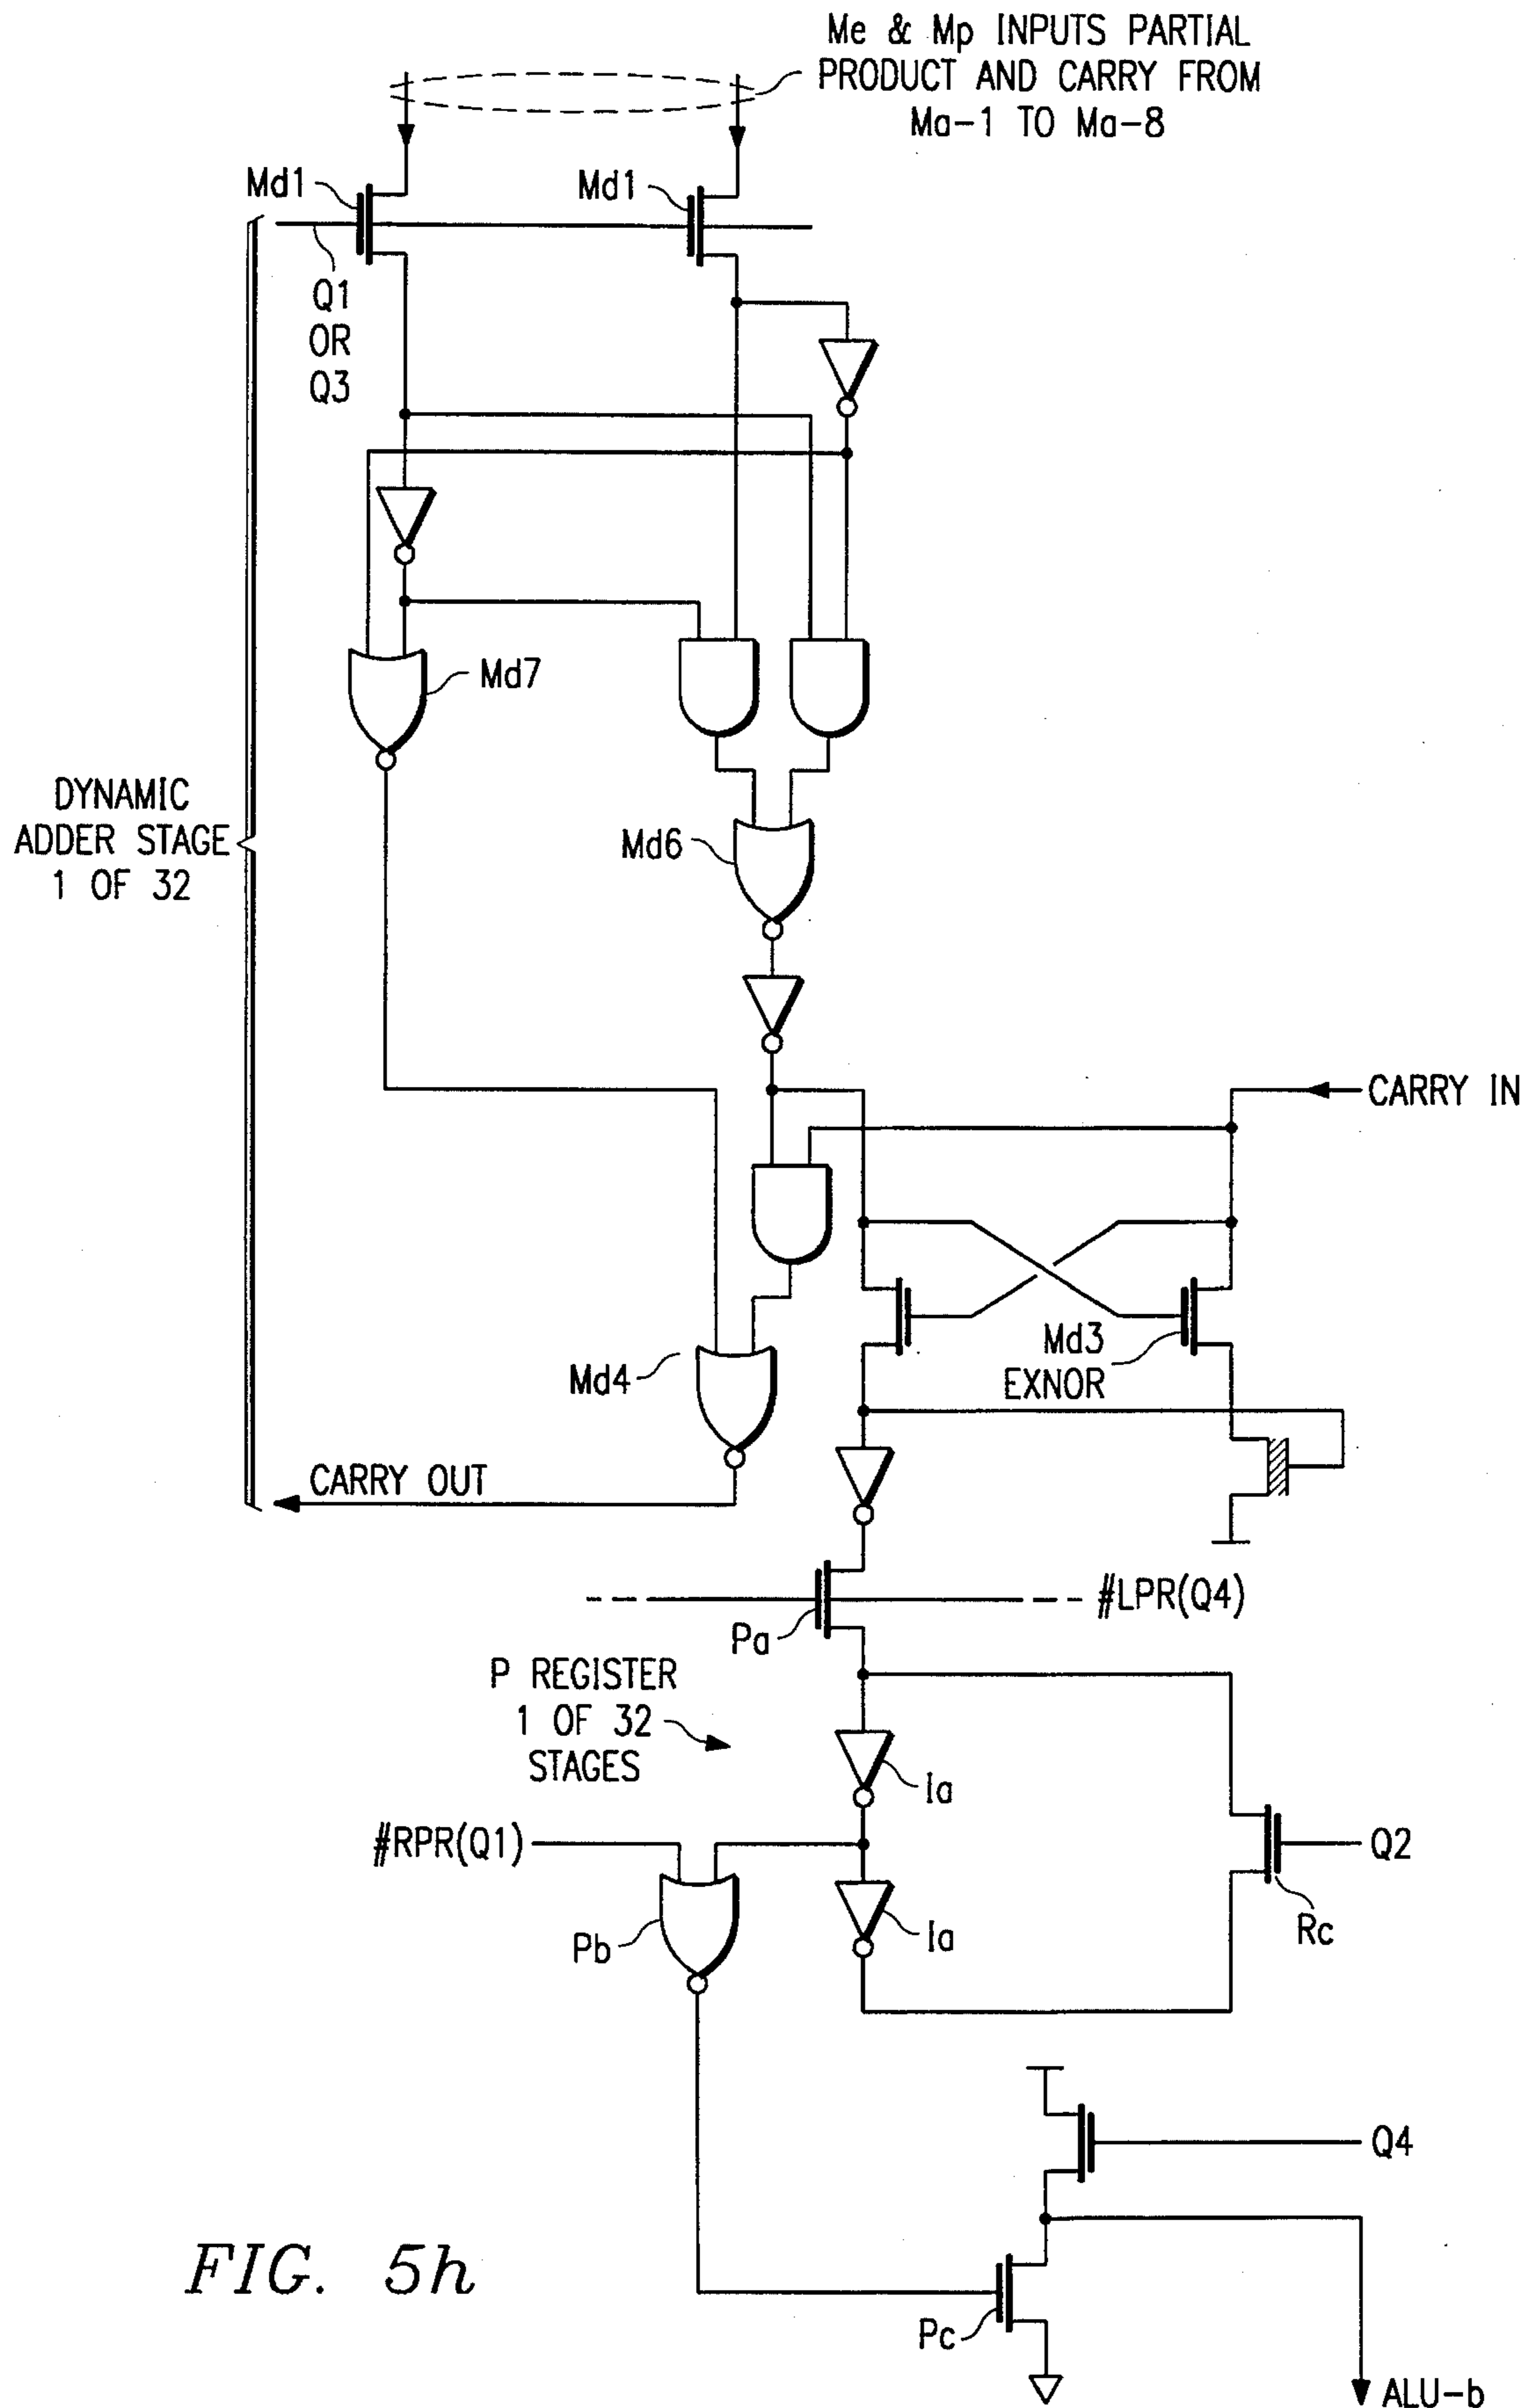 Me & Mp INPUTS PARTIAL
PRODUCT AND CARRY FROM
Ma-1 TO Ma-8
Md1
Md1
Q1
OR
Q3
Md7
DYNAMIC
ADDER STAGE
1 OF 32
Md6
CARRY IN
Md3
EXNOR
Md4
CARRY OUT
#LPR(Q4)
Pa
P REGISTER
1 OF 32
STAGES
Ia
#RPR(Q1)
Q2
Pb
Ia
Rc
Q4
FIG. 5h
Pc
ALU-b